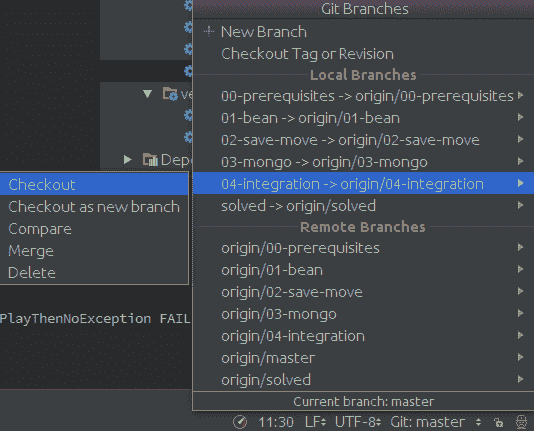 Git Branches
New Branch
Checkout Tag or Revision
Local Branches
00-prerequisites -> origin/00-prerequisites
01-bean -> origin/01-bean
02-save-move -> origin/02-save-move
03-mongo -> origin/03-mongo
04-integration -> origin/04-integration
solved -> origin/solved
Remote Branches
origin/00-prerequisites
origin/01-bean
origin/02-save-move
origin/03-mongo
origin/04-integration
origin/master
origin/solved
Current branch: master
ve
Depe
Checkout
Checkout as new branch
Compare
Merge
Delete
PlayThenNoException FAIL
11:30 LF UTF-8 Git: master